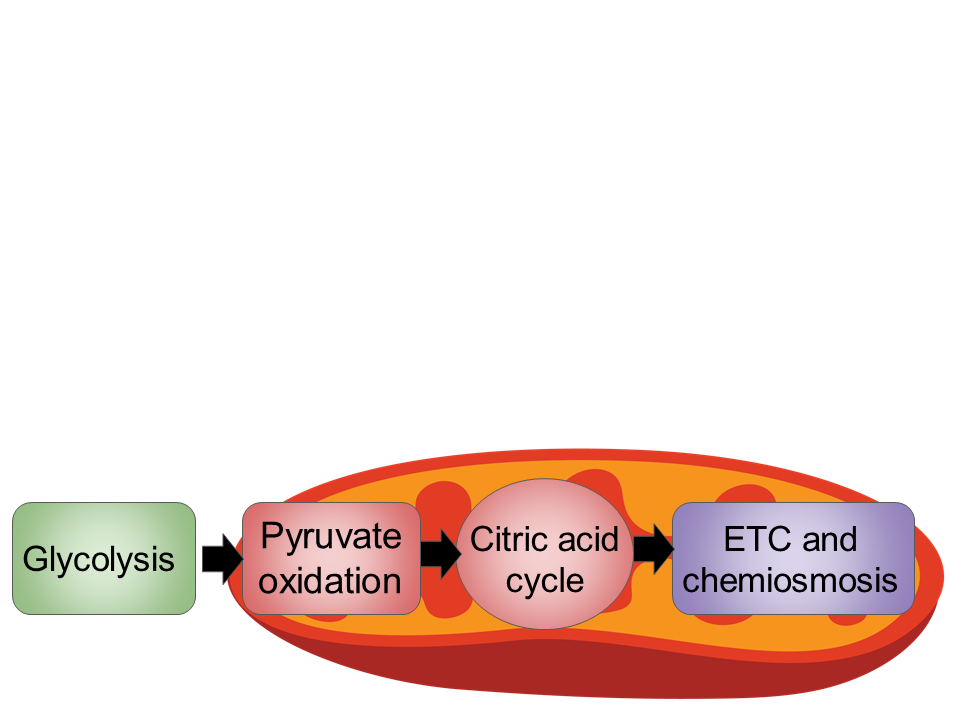 Glycolysis
Pyruvate
oxidation
Citric acid
cycle
ETC and
chemiosmosis